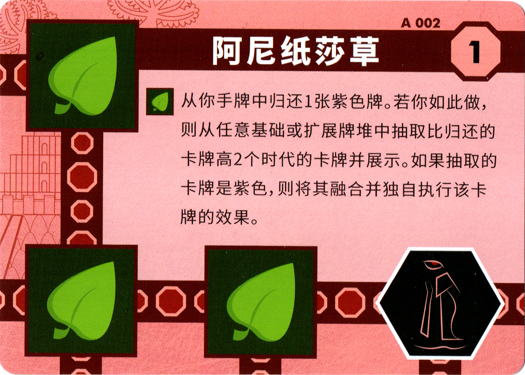 A 002
阿尼纸莎草
1
从你手牌中归还1张紫色牌。若你如此做，
则从任意基础或扩展牌堆中抽取比归还的
卡牌高2个时代的卡牌并展示。如果抽取的
卡牌是紫色，则将其融合并独自执行该卡
牌的效果。